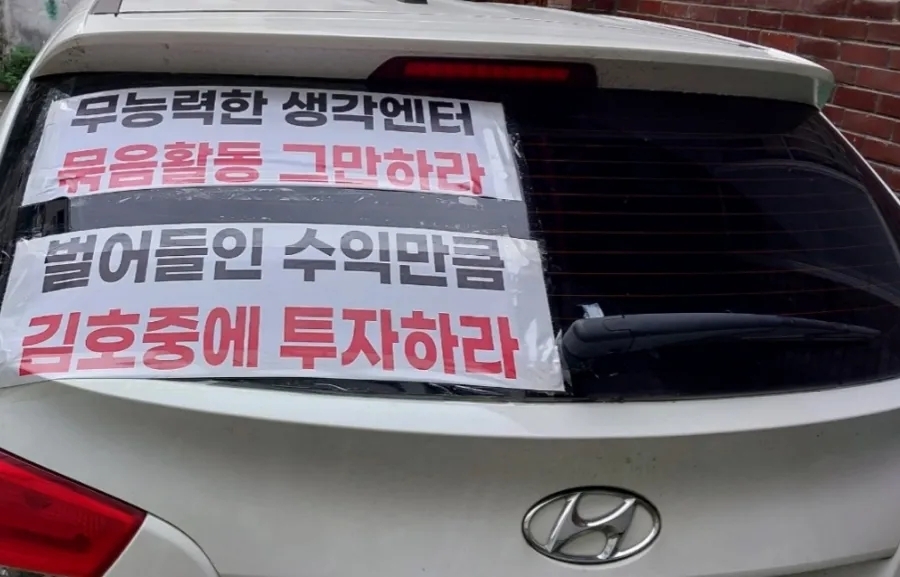 무능력한 생각엔터
묶음활동 그만하라
벌어들인 수익만큼
김호중에 투자하라